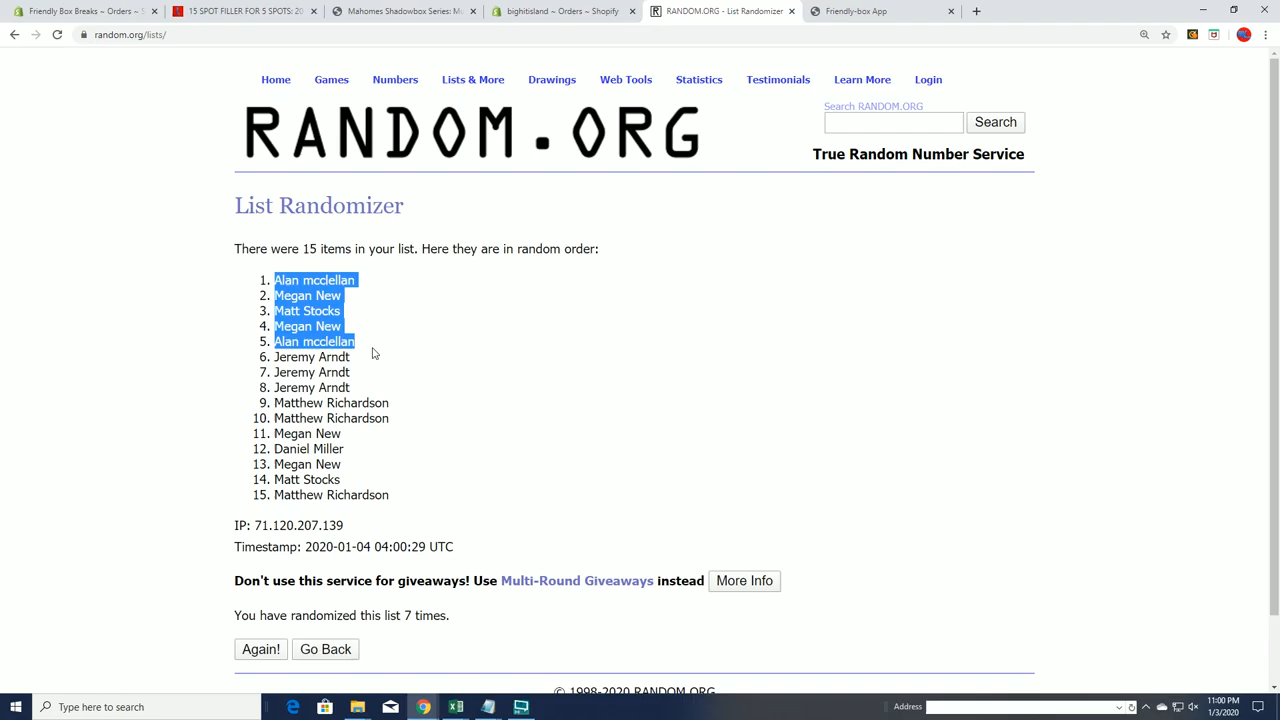 Friendly Box Breaks ~ Orders ~ S
15 SPOT FILLER FOR 5 SPOTS: 20
Mahomes Shadowbox Series: Mu
bighitisland ~ Orders ~ Shopify
RANDOM.ORG - List Randomizer
Friendly-box App
random.org/lists/
Home Games Numbers Lists & More Drawings Web Tools Statistics Testimonials Learn More Login
RANDOM.ORG
Search RANDOM.ORG
Search
True Random Number Service
List Randomizer
There were 15 items in your list. Here they are in random order:
1. Alan mcclellan
2. Megan New
3. Matt Stocks
4. Megan New
5. Alan mcclellan
6. Jeremy Arndt
7. Jeremy Arndt
8. Jeremy Arndt
9. Matthew Richardson
10. Matthew Richardson
11. Megan New
12. Daniel Miller
13. Megan New
14. Matt Stocks
15. Matthew Richardson
IP: 71.120.207.139
Timestamp: 2020-01-04 04:00:29 UTC
Don't use this service for giveaways! Use Multi-Round Giveaways instead More Info
You have randomized this list 7 times.
Again! Go Back
© 1998-2020 RANDOM.ORG
Type here to search
Address
11:00 PM
1/3/2020